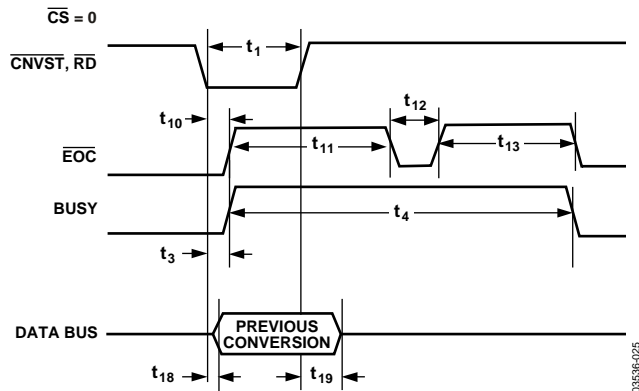 CS = 0
t1
CNVST, RD
t10
t12
EOC
t11
t13
BUSY
t4
t3
DATA BUS
PREVIOUS
CONVERSION
t18
t19
03536-025